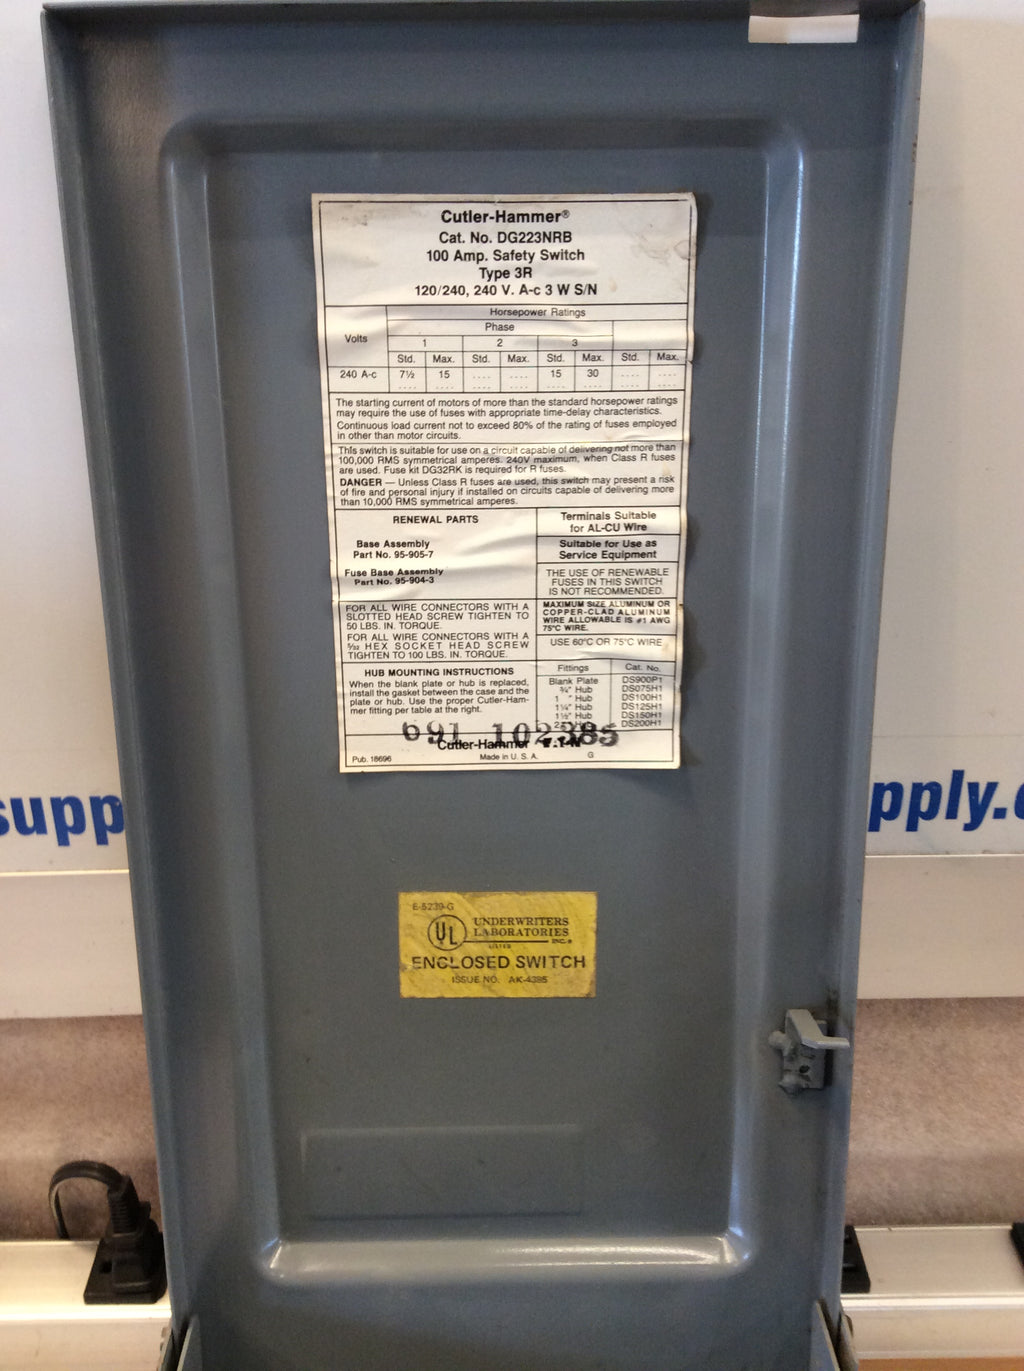 Cutler-Hammer®
Cat. No. DG223NRB
100 Amp. Safety Switch
Type 3R
120/240, 240 V. A-c 3 W S/N
Horsepower Ratings
Volts
Phase
1 2 3
Std. Max. Std. Max. Std. Max. Std. Max.
240 A-c 7½ 15 .... .... 15 30 .... ....
.... .... .... .... .... .... .... ....
The starting current of motors of more than the standard horsepower ratings
may require the use of fuses with appropriate time-delay characteristics.
Continuous load current not to exceed 80% of the rating of fuses employed
in other than motor circuits.
This switch is suitable for use on a circuit capable of delivering not more than
100,000 RMS symmetrical amperes. 240V maximum, when Class R fuses
are used. Fuse kit DG32RK is required for R fuses.
DANGER — Unless Class R fuses are used, this switch may present a risk
of fire and personal injury if installed on circuits capable of delivering more
than 10,000 RMS symmetrical amperes.
RENEWAL PARTS
Base Assembly
Part No. 95-905-7
Fuse Base Assembly
Part No. 95-904-3
Terminals Suitable
for AL-CU Wire
Suitable for Use as
Service Equipment
THE USE OF RENEWABLE
FUSES IN THIS SWITCH
IS NOT RECOMMENDED.
FOR ALL WIRE CONNECTORS WITH A
SLOTTED HEAD SCREW TIGHTEN TO
50 LBS. IN. TORQUE.
FOR ALL WIRE CONNECTORS WITH A
HEX SOCKET HEAD SCREW
TIGHTEN TO 100 LBS. IN. TORQUE.
MAXIMUM SIZE ALUMINUM OR
COPPER-CLAD ALUMINUM
WIRE ALLOWABLE IS #1 AWG
75°C WIRE.
USE 60°C OR 75°C WIRE
HUB MOUNTING INSTRUCTIONS
When the blank plate or hub is replaced,
install the gasket between the case and the
plate or hub. Use the proper Cutler-Ham-
mer fitting per table at the right.
Fittings Cat. No.
Blank Plate DS900P1
¾" Hub DS075H1
1 " Hub DS100H1
1¼" Hub DS125H1
1½" Hub DS150H1
DS200H1
691 102385
Cutler-Hammer
Pub. 18696 Made in U. S. A. G
supp
pply.
E-5239-G
UL UNDERWRITERS
LABORATORIES
INC.®
LISTED
ENCLOSED SWITCH
ISSUE NO. AK-4385